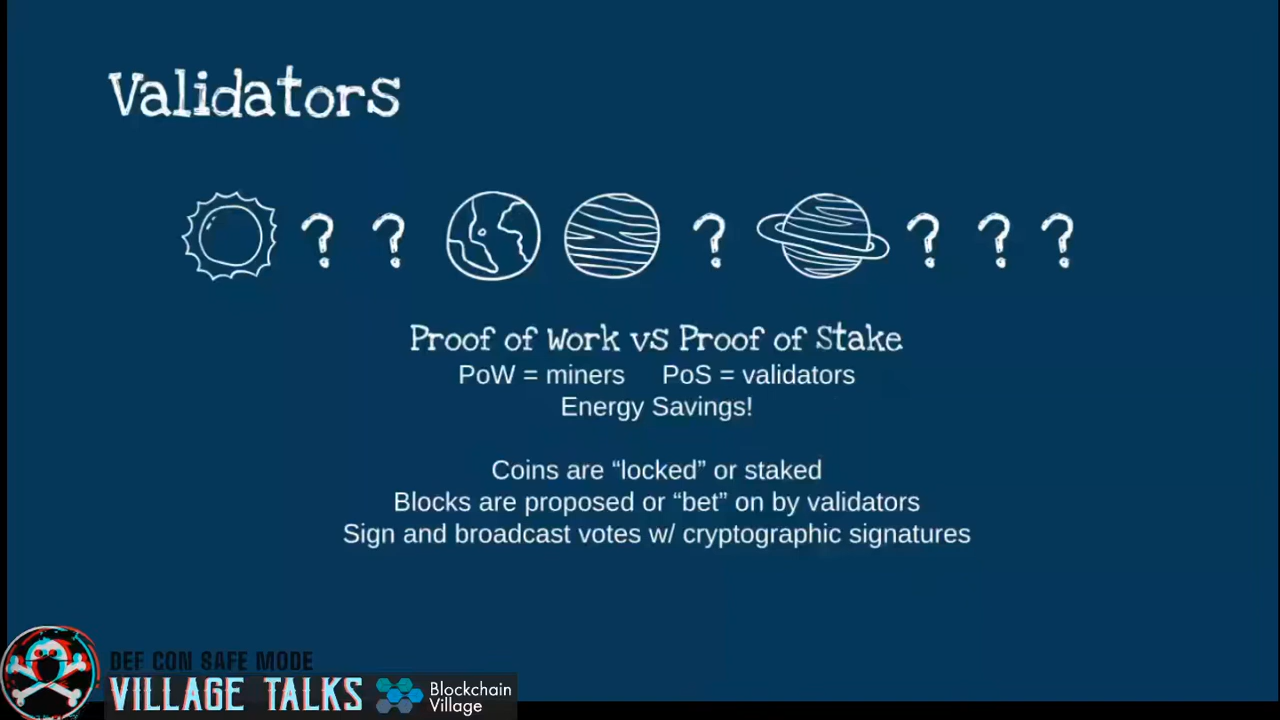 Validators
? ? ? ? ? ?
Proof of Work vs Proof of Stake
PoW = miners PoS = validators
Energy Savings!
Coins are “locked” or staked
Blocks are proposed or “bet” on by validators
Sign and broadcast votes w/ cryptographic signatures
DEF CON SAFE MODE
VILLAGE TALKS
Blockchain
Village